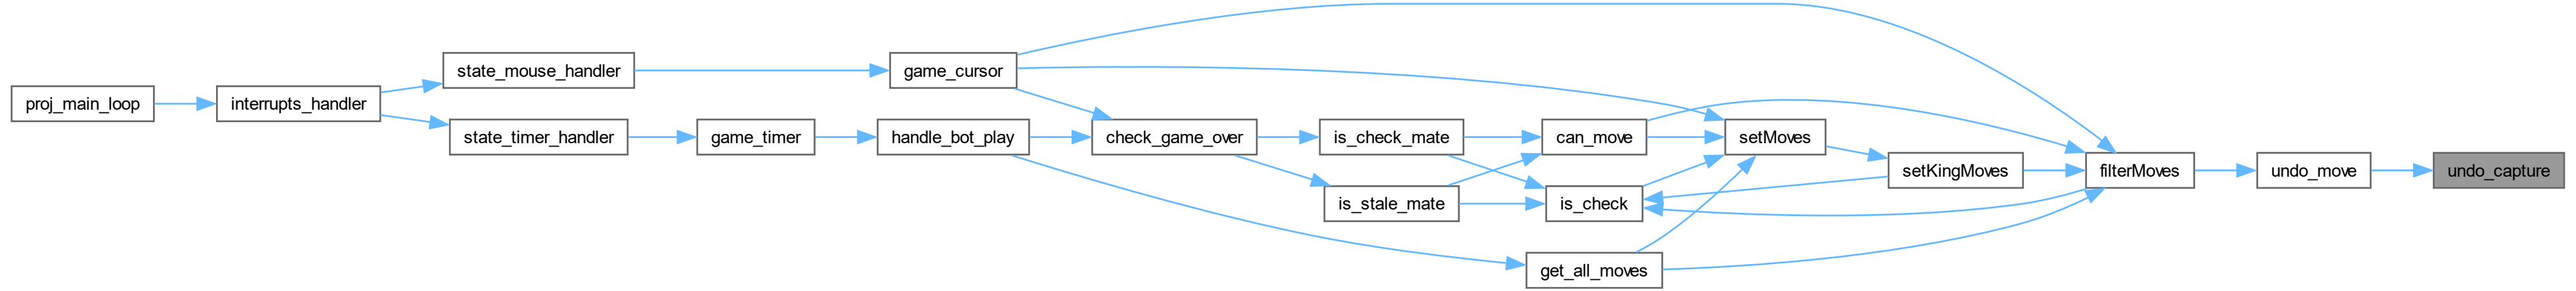 proj_main_loop
interrupts_handler
state_mouse_handler
state_timer_handler
game_timer
game_cursor
handle_bot_play
check_game_over
is_check_mate
is_stale_mate
can_move
is_check
get_all_moves
setMoves
setKingMoves
filterMoves
undo_move
undo_capture